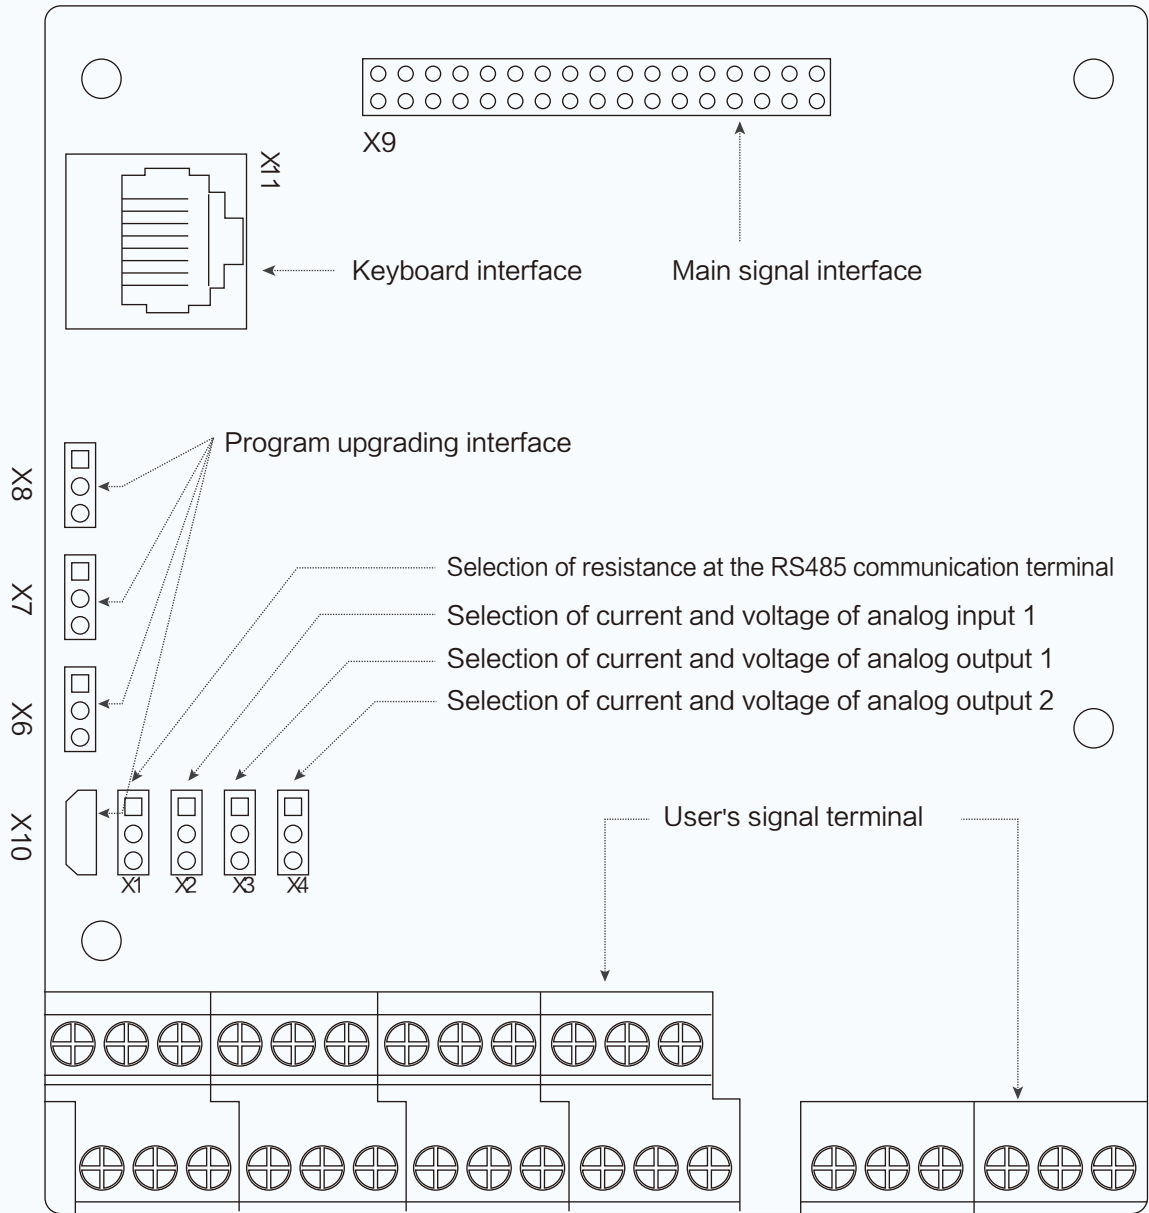 X9
X11
Keyboard interface
Main signal interface
Program upgrading interface
X8
Selection of resistance at the RS485 communication terminal
X7
Selection of current and voltage of analog input 1
Selection of current and voltage of analog output 1
Selection of current and voltage of analog output 2
X6
User's signal terminal
X10
X1
X2
X3
X4